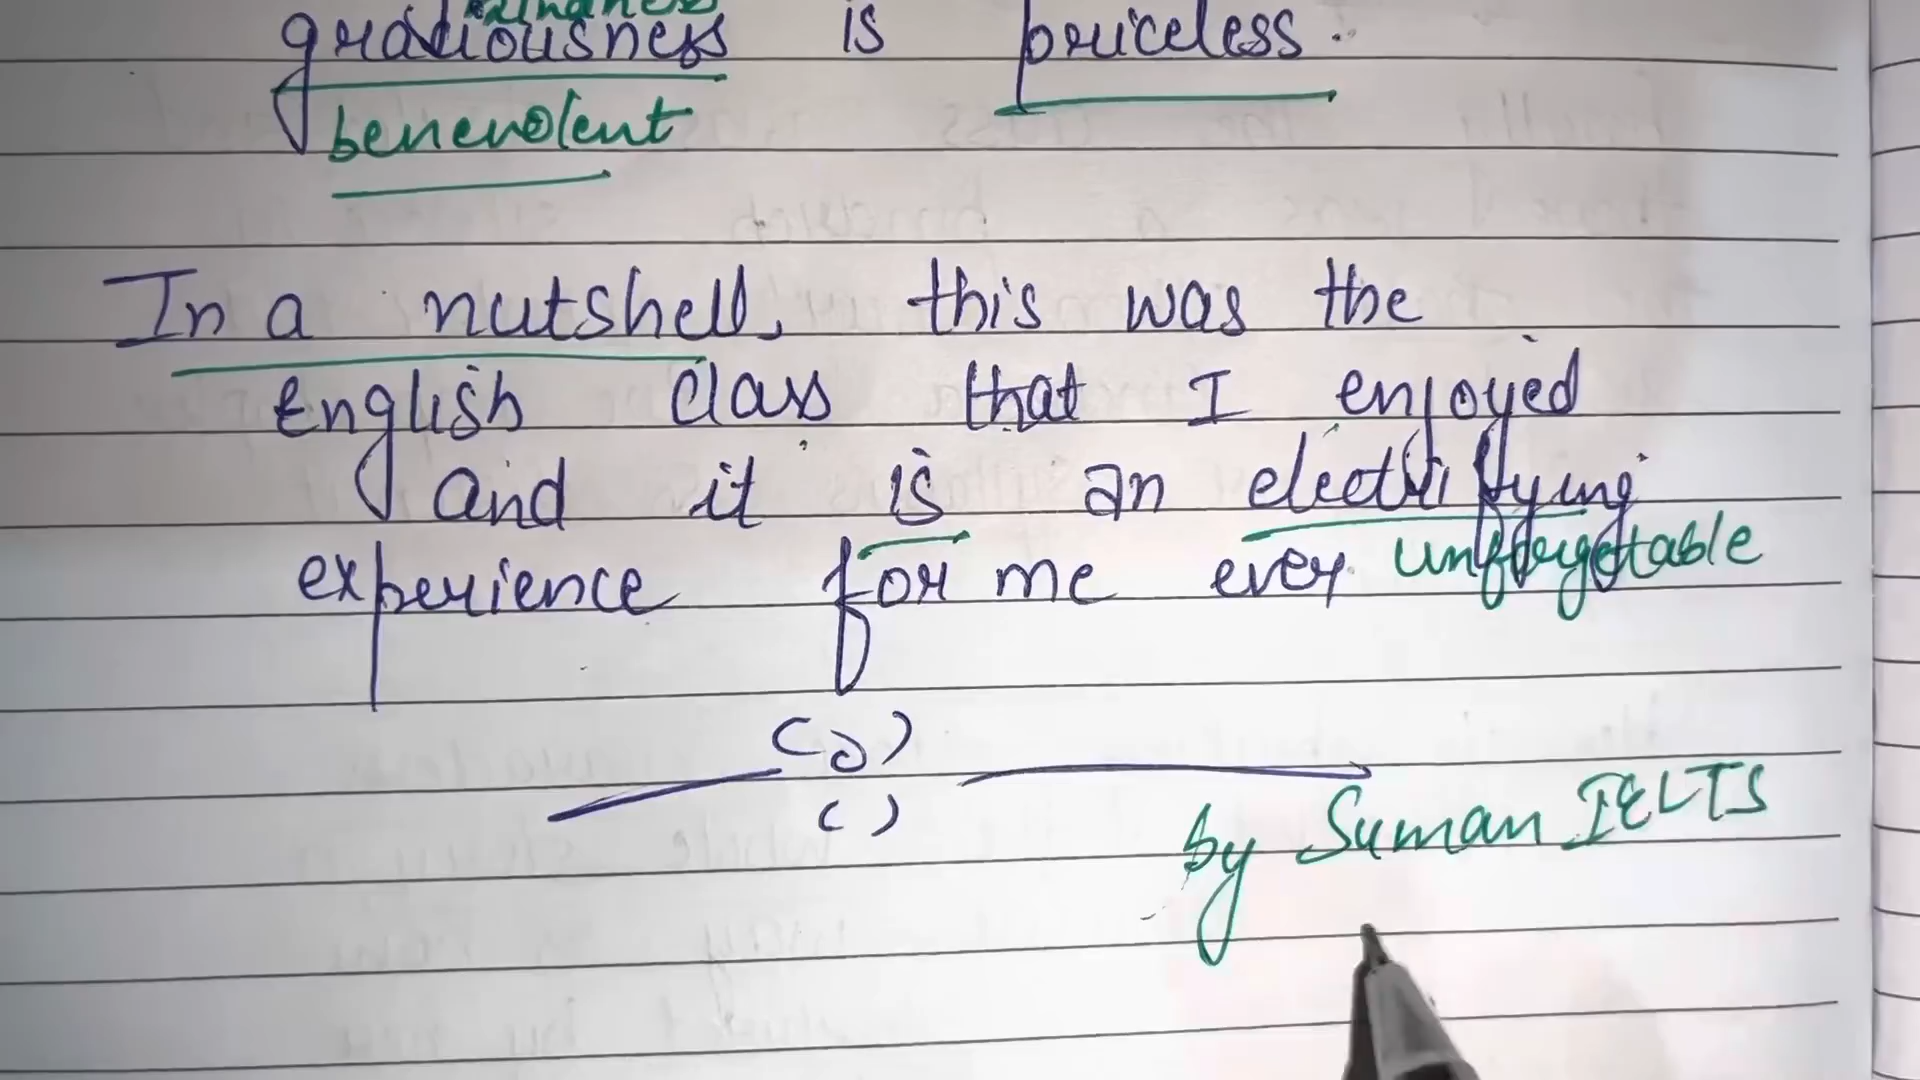 graciousness is priceless.
benevolent
In a nutshell, this was the
English class that I enjoyed
and it is an electrifying
experience for me ever. unforgettable
by Suman IELTS